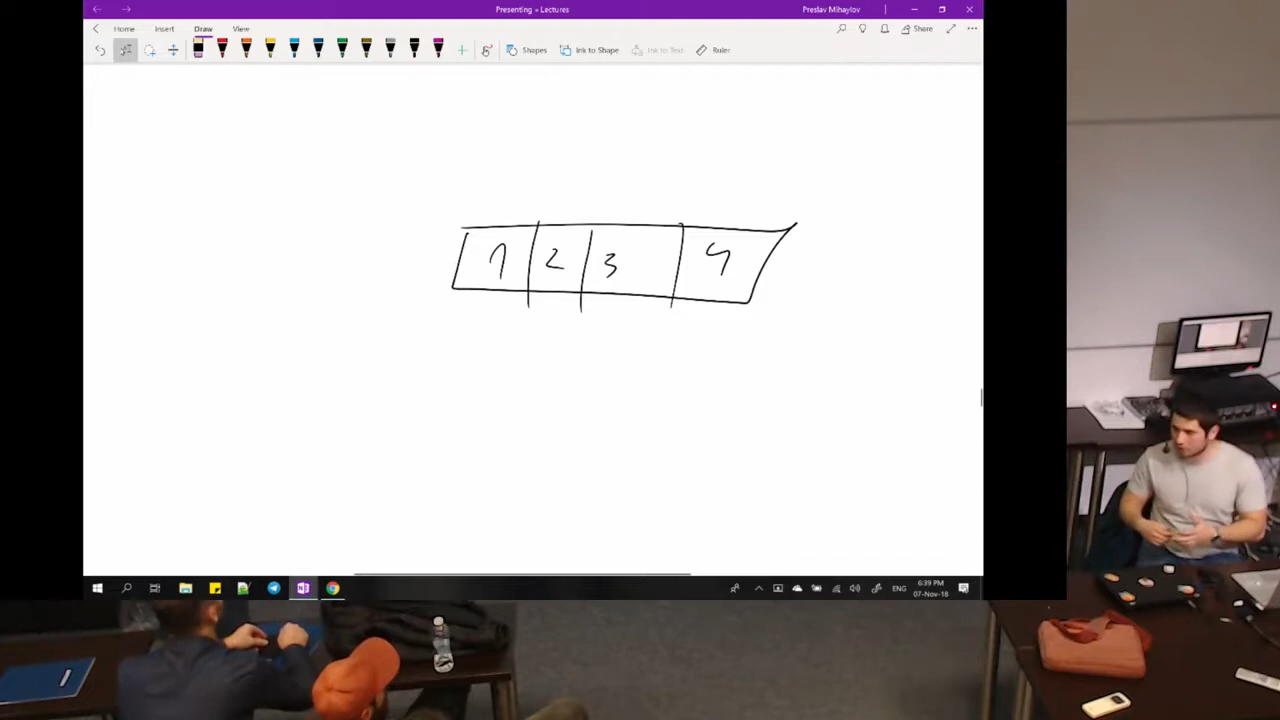 Presenting » Lectures
Preslav Mihaylov
Home Insert Draw View
Share
Shapes Ink to Shape Ink to Text Ruler
1 2 3 4
ENG
6:39 PM
07-Nov-18